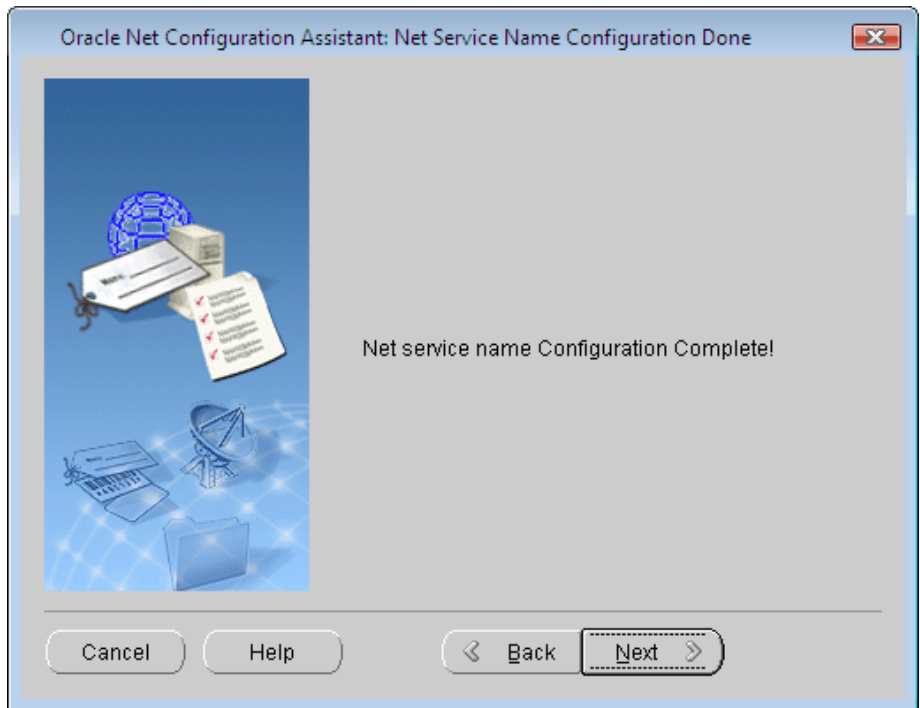 Oracle Net Configuration Assistant: Net Service Name Configuration Done
Net service name Configuration Complete!
Cancel
Help
Back
Next